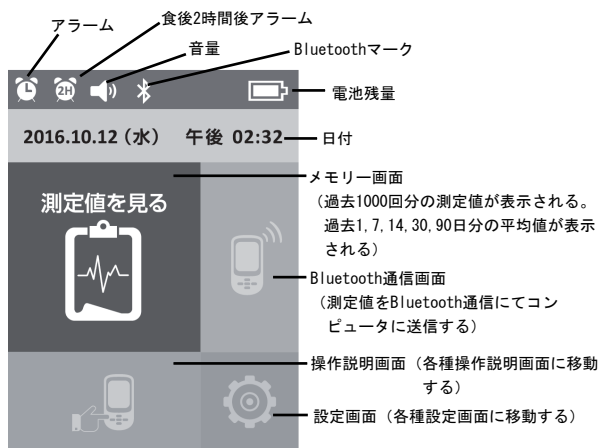 アラーム
食後2時間後アラーム
音量
Bluetoothマーク
2H
電池残量
2016.10.12（水） 午後 02:32
日付
メモリー画面
（過去1000回分の測定値が表示される。
過去1, 7, 14, 30, 90日分の平均値が表示
される）
測定値を見る
Bluetooth通信画面
（測定値をBluetooth通信にてコン
ピュータに送信する）
操作説明画面（各種操作説明画面に移動
する）
設定画面（各種設定画面に移動する）